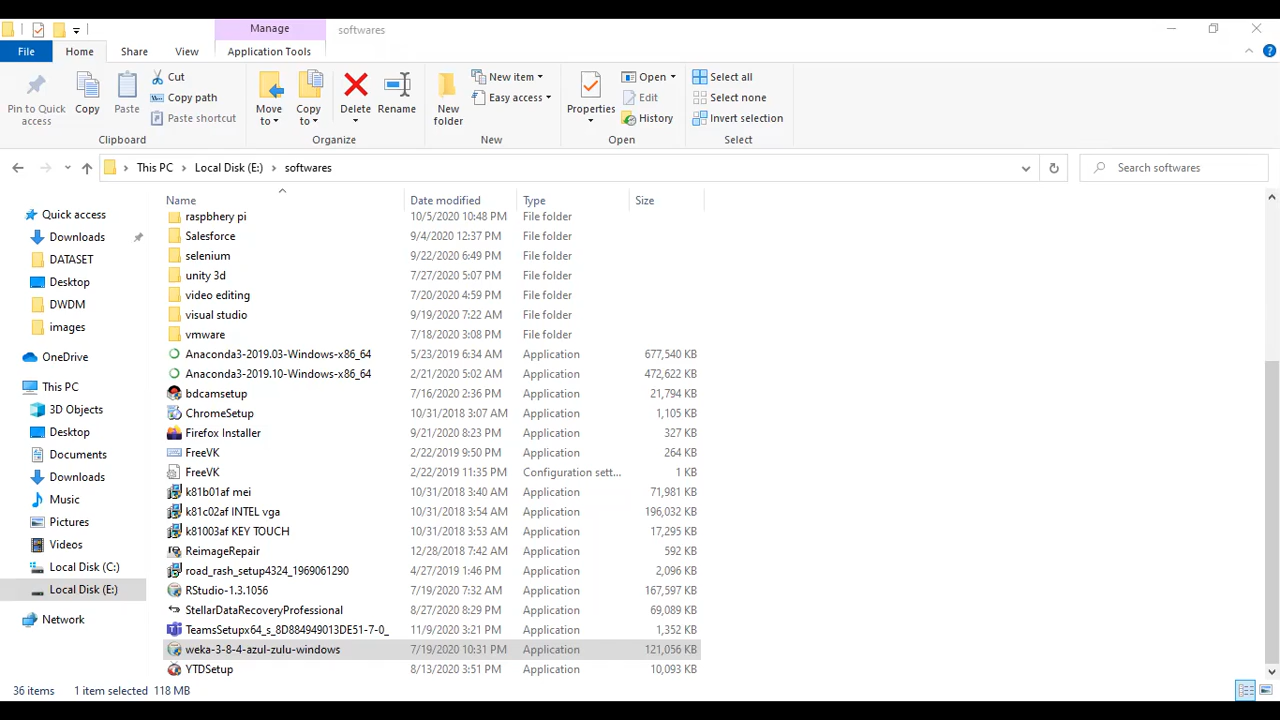 Manage
softwares
File
Home
Share
View
Application Tools
Pin to Quick access
Copy
Paste
Cut
Copy path
Paste shortcut
Clipboard
Move to
Copy to
Delete
Rename
Organize
New folder
New item
Easy access
New
Properties
Open
Edit
History
Open
Select all
Select none
Invert selection
Select
This PC
Local Disk (E:)
softwares
Search softwares
Name Date modified Type Size
Quick access
Downloads
DATASET
Desktop
DWDM
images
OneDrive
This PC
3D Objects
Desktop
Documents
Downloads
Music
Pictures
Videos
Local Disk (C:)
Local Disk (E:)
Network
raspbhery pi 10/5/2020 10:48 PM File folder
Salesforce 9/4/2020 12:37 PM File folder
selenium 9/22/2020 6:49 PM File folder
unity 3d 7/27/2020 5:07 PM File folder
video editing 7/20/2020 4:59 PM File folder
visual studio 9/19/2020 7:22 AM File folder
vmware 7/18/2020 3:08 PM File folder
Anaconda3-2019.03-Windows-x86_64 5/23/2019 6:34 AM Application 677,540 KB
Anaconda3-2019.10-Windows-x86_64 2/21/2020 5:02 AM Application 472,622 KB
bdcamsetup 7/16/2020 2:36 PM Application 21,794 KB
ChromeSetup 10/31/2018 3:07 AM Application 1,105 KB
Firefox Installer 9/21/2020 8:23 PM Application 327 KB
FreeVK 2/22/2019 9:50 PM Application 264 KB
FreeVK 2/22/2019 11:35 PM Configuration sett... 1 KB
k81b01af mei 10/31/2018 3:40 AM Application 71,981 KB
k81c02af INTEL vga 10/31/2018 3:54 AM Application 196,032 KB
k81003af KEY TOUCH 10/31/2018 3:53 AM Application 17,295 KB
ReimageRepair 12/28/2018 7:42 AM Application 592 KB
road_rash_setup4324_1969061290 4/27/2019 1:46 PM Application 2,096 KB
RStudio-1.3.1056 7/19/2020 7:32 AM Application 167,597 KB
StellarDataRecoveryProfessional 8/27/2020 8:29 PM Application 69,089 KB
TeamsSetupx64_s_8D884949013DE51-7-0_ 11/9/2020 3:21 PM Application 1,352 KB
weka-3-8-4-azul-zulu-windows 7/19/2020 10:31 PM Application 121,056 KB
YTDSetup 8/13/2020 3:51 PM Application 10,093 KB
36 items 1 item selected 118 MB